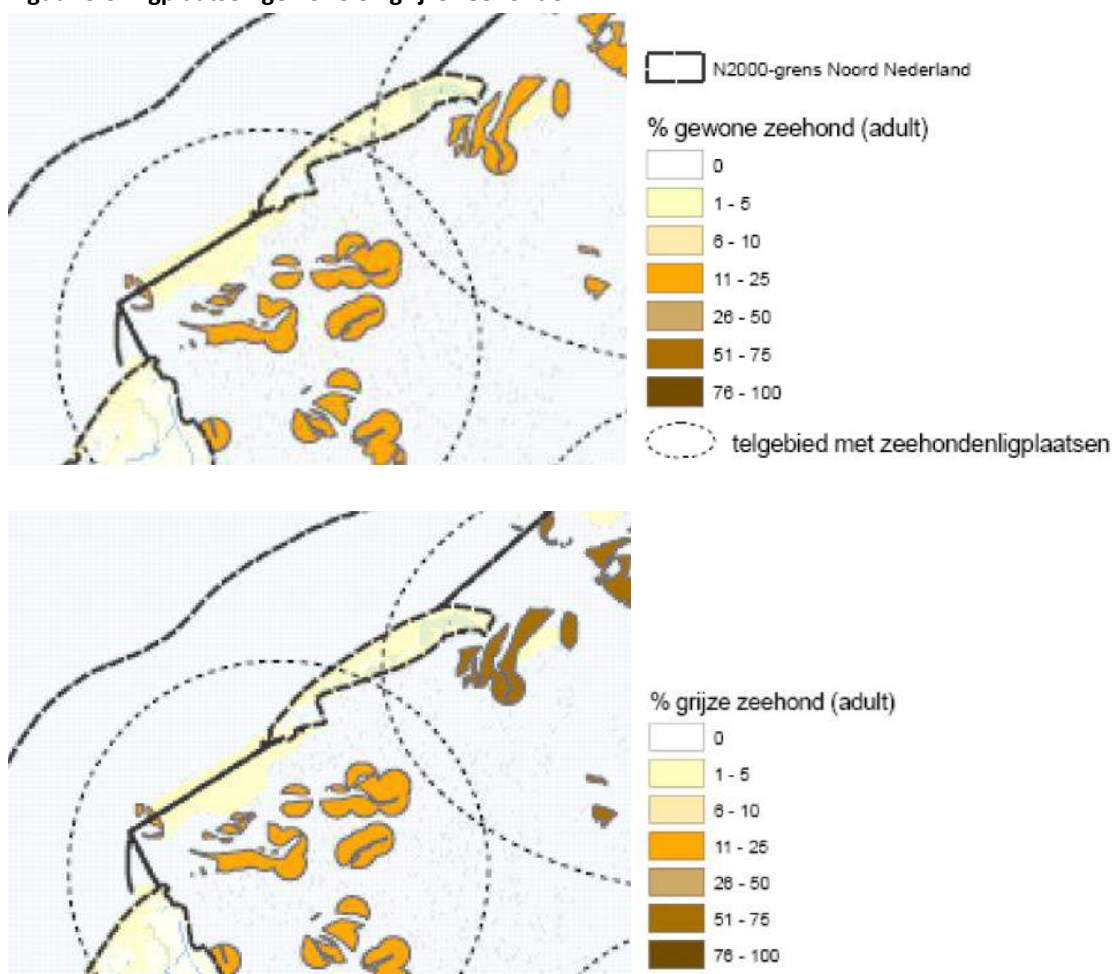 N2000-grens Noord Nederland
% gewone zeehond (adult)
0
1 - 5
6 - 10
11 - 25
26 - 50
51 - 75
76 - 100
telgebied met zeehondenligplaatsen
% grijze zeehond (adult)
0
1 - 5
6 - 10
11 - 25
26 - 50
51 - 75
76 - 100